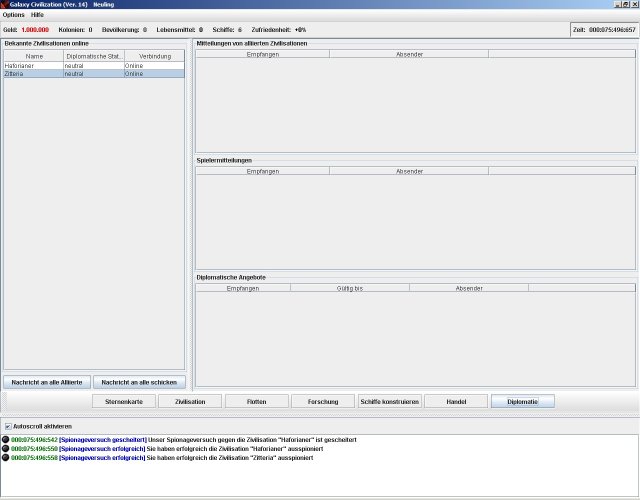 Galaxy Civilization (Ver. 14) Neuling
Options Hilfe
Geld: 1.000.000 Kolonien: 0 Bevölkerung: 0 Lebensmittel: 0 Schiffe: 6 Zufriedenheit: +0% Zeit: 000:075:496:657
Bekannte Zivilisationen online
Name Diplomatische Stat... Verbindung
Haforianer neutral Online
Zitteria neutral Online
Nachricht an alle Alliierte Nachricht an alle schicken
Mitteilungen von alliierten Zivilisationen
Empfangen Absender
Spielermitteilungen
Empfangen Absender
Diplomatische Angebote
Empfangen Gültig bis Absender
Sternenkarte Zivilisation Flotten Forschung Schiffe konstruieren Handel Diplomatie
Autoscroll aktivieren
000:075:496:542 [Spionageversuch gescheitert] Unser Spionageversuch gegen die Zivilisation "Haforianer" ist gescheitert
000:075:496:550 [Spionageversuch erfolgreich] Sie haben erfolgreich die Zivilisation "Haforianer" ausspioniert
000:075:496:558 [Spionageversuch erfolgreich] Sie haben erfolgreich die Zivilisation "Zitteria" ausspioniert